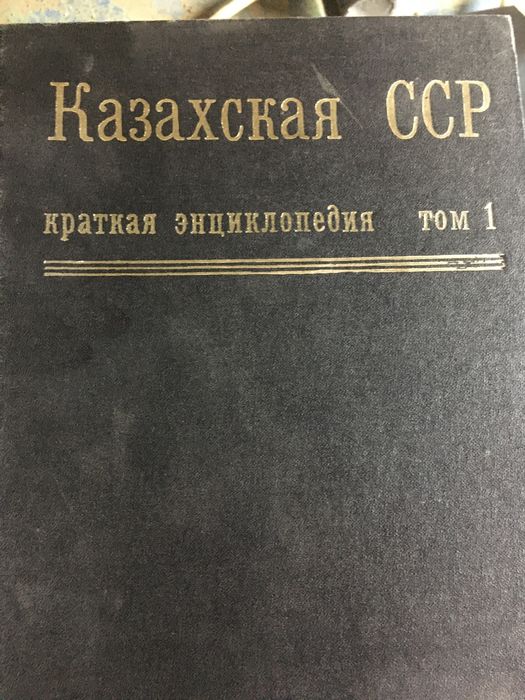 Казахская ССР
краткая энциклопедия том 1